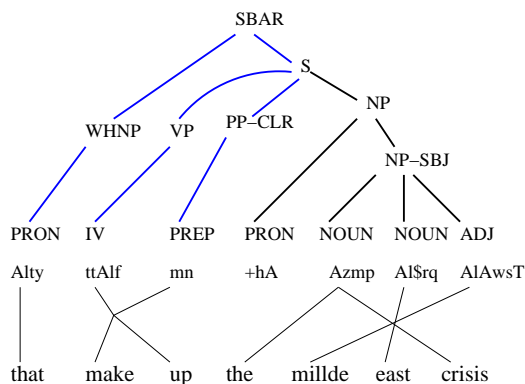 SBAR
S
NP
WHNP VP PP–CLR
NP–SBJ
PRON IV PREP PRON NOUN NOUN ADJ
Alty ttAlf mn +hA Azmp Al$rq AlAwsT
that make up the millde east crisis